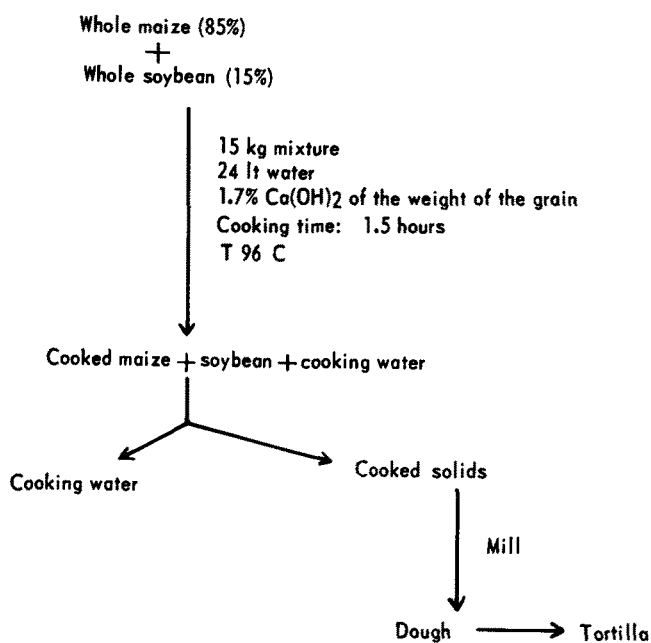 Whole maize (85%)
+
Whole soybean (15%)
15 kg mixture
24 lt water
1.7% Ca(OH)2 of the weight of the grain
Cooking time: 1.5 hours
T 96 C
Cooked maize + soybean + cooking water
Cooking water
Cooked solids
Mill
Dough
Tortilla